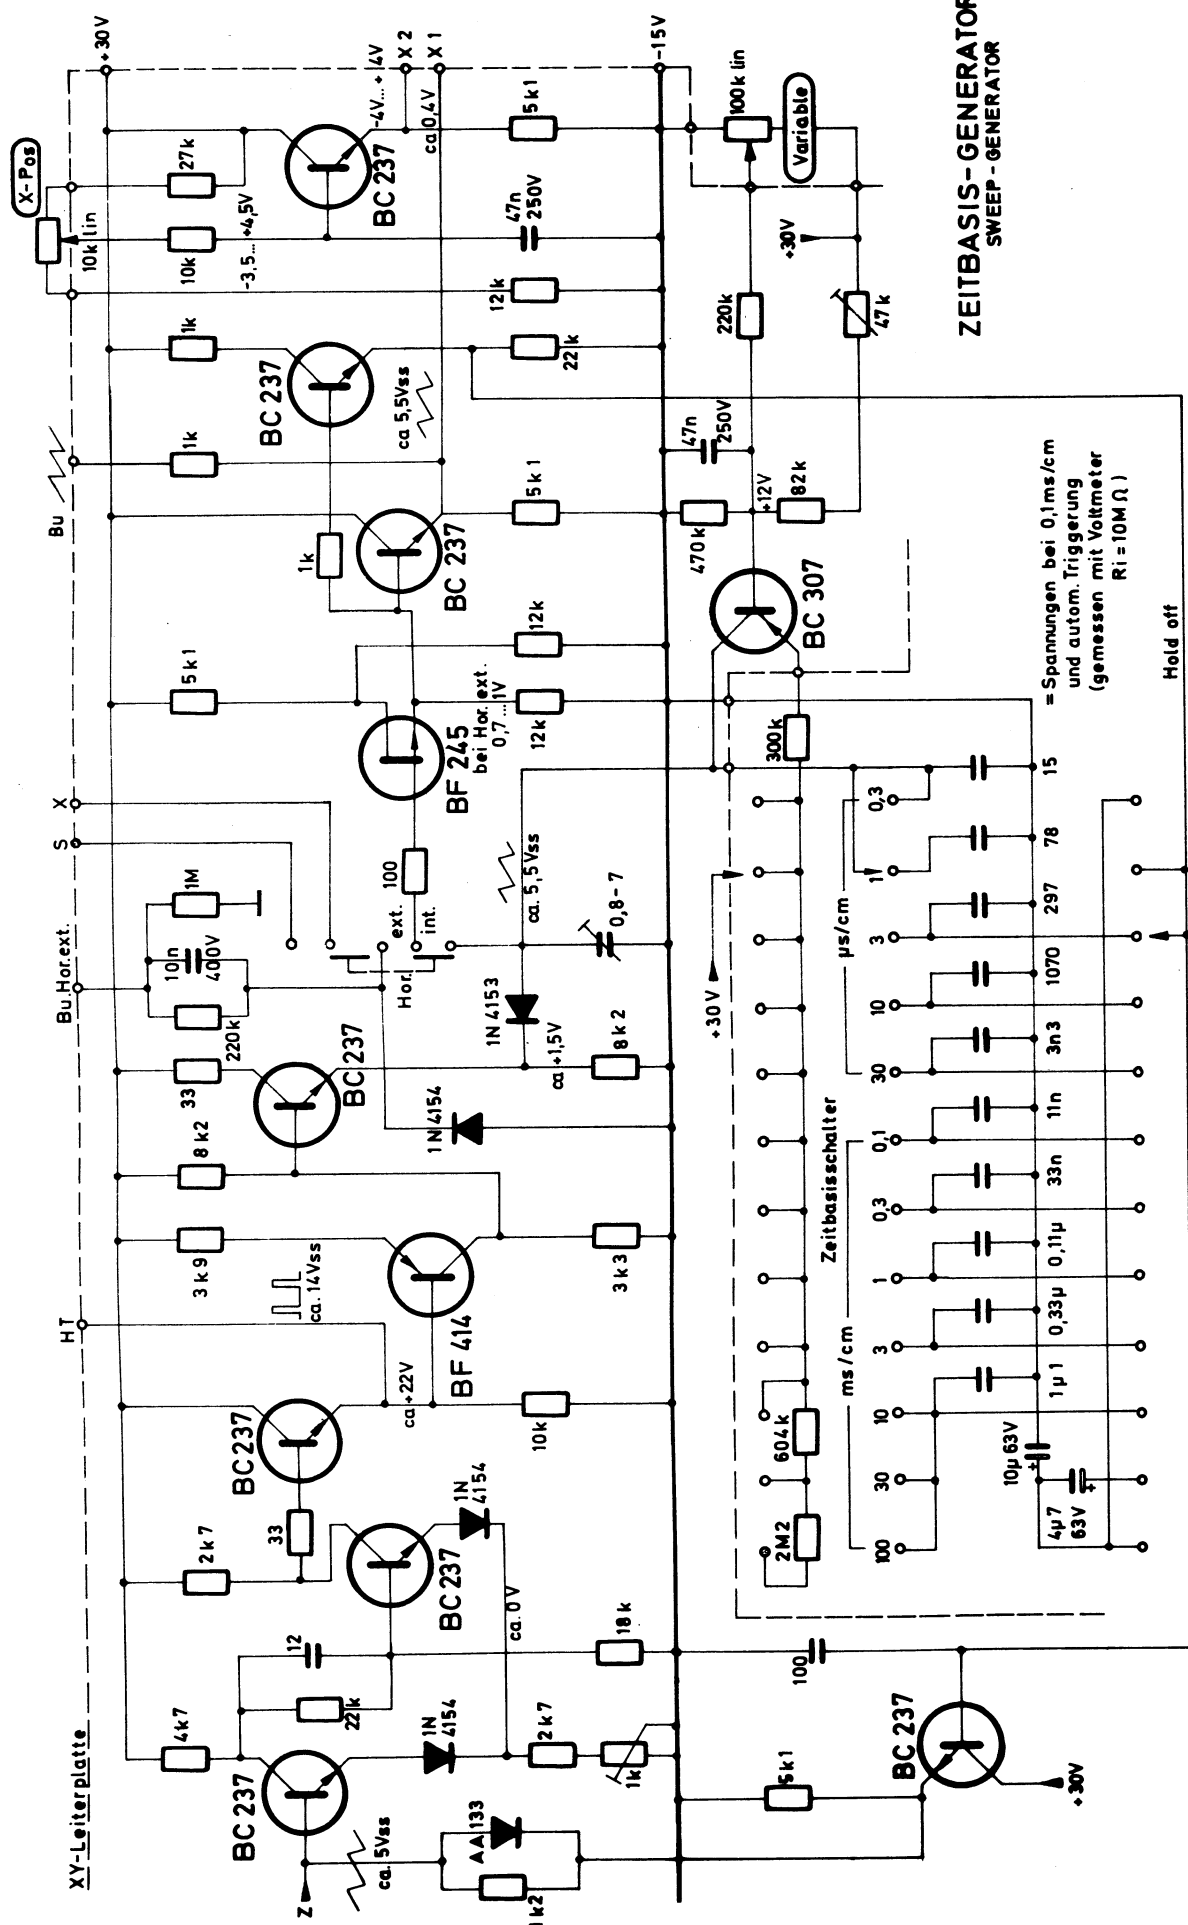 XY-Leiterplatte
HT
Bu.Hor.ext.
S
X
Bu
X-Pos
10k lin
+30V
4k7
2k7
3k9
8k2
33
220k
10n
400V
1M
5k1
1k
1k
10k
27k
12
22k
33
BC 237
BC 237
BC 237
BC 237
BC 237
BC 237
BC 237
BF 414
BF 245
bei Hor. ext.
0,7...1V
ca. 14Vss
ca +22V
Z
ca. 5Vss
1N
4154
1N
4154
ca. 0 V
AA 133
1k2
2k7
1k
18k
10k
3k3
1N 4154
1N 4153
ca +1,5V
8k2
Hor.
ext.
int.
100
ca. 5,5Vss
0,8-7
12k
12k
1k
5k1
ca 5,5Vss
22k
12k
-3,5... +4,5V
47n
250V
-4V... +4V
X 2
X 1
ca 0,4V
5k1
-15V
100
5k1
BC 237
+30V
+30V
2M2
604k
300k
Zeitbasisschalter
BC 307
470k
47n
250V
+12V
82k
220k
47k
+30V
100k lin
Variable
ms/cm
µs/cm
100
30
10
3
1
0,3
0,1
30
10
3
1
0,3
4µ7
63V
+
10µ 63V
+
1µ1
0,33µ
0,11µ
33n
11n
3n3
1070
297
78
15
=Spannungen bei 0,1ms/cm
und autom. Triggerung
(gemessen mit Voltmeter
Ri = 10MΩ)
Hold off
ZEITBASIS-GENERATOR
SWEEP-GENERATOR